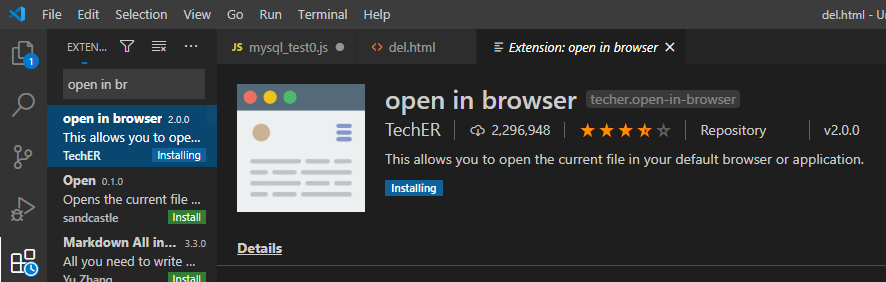 File Edit Selection View Go Run Terminal Help
del.html — Un
1
EXTEN...
mysql_test0.js
JS
<> del.html
Extension: open in browser
open in br
open in browser 2.0.0
This allows you to ope...
TechER Installing
Open 0.1.0
Opens the current file ...
sandcastle Install
Markdown All in... 3.3.0
All you need to write ...
Yu Zhang Install
open in browser techer.open-in-browser
TechER 2,296,948 Repository v2.0.0
This allows you to open the current file in your default browser or application.
Installing
Details